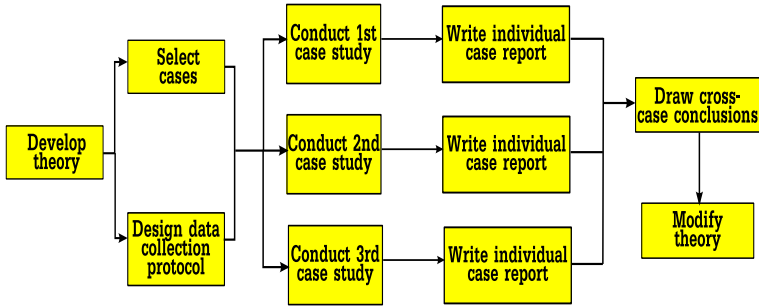 Develop
theory
Select
cases
Design data
collection
protocol
Conduct 1st
case study
Write individual
case report
Conduct 2nd
case study
Write individual
case report
Conduct 3rd
case study
Write individual
case report
Draw cross-
case conclusions
Modify
theory